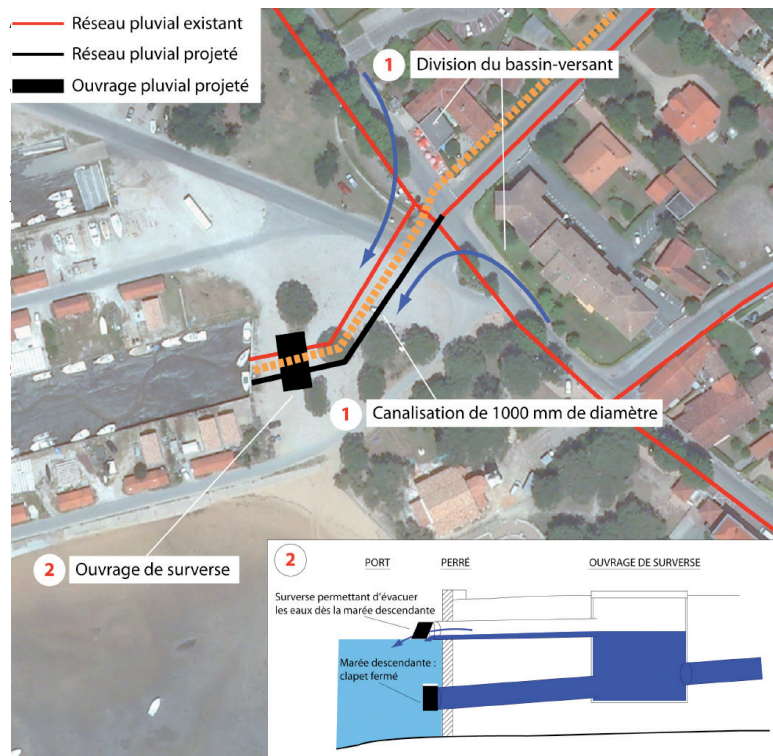 Réseau pluvial existant
Réseau pluvial projeté
Ouvrage pluvial projeté
1 Division du bassin-versant
1 Canalisation de 1000 mm de diamètre
2 Ouvrage de surverse
2
PORT PERRÉ OUVRAGE DE SURVERSE
Surverse permettant d'évacuer
les eaux dès la marée descendante
Marée descendante :
clapet fermé